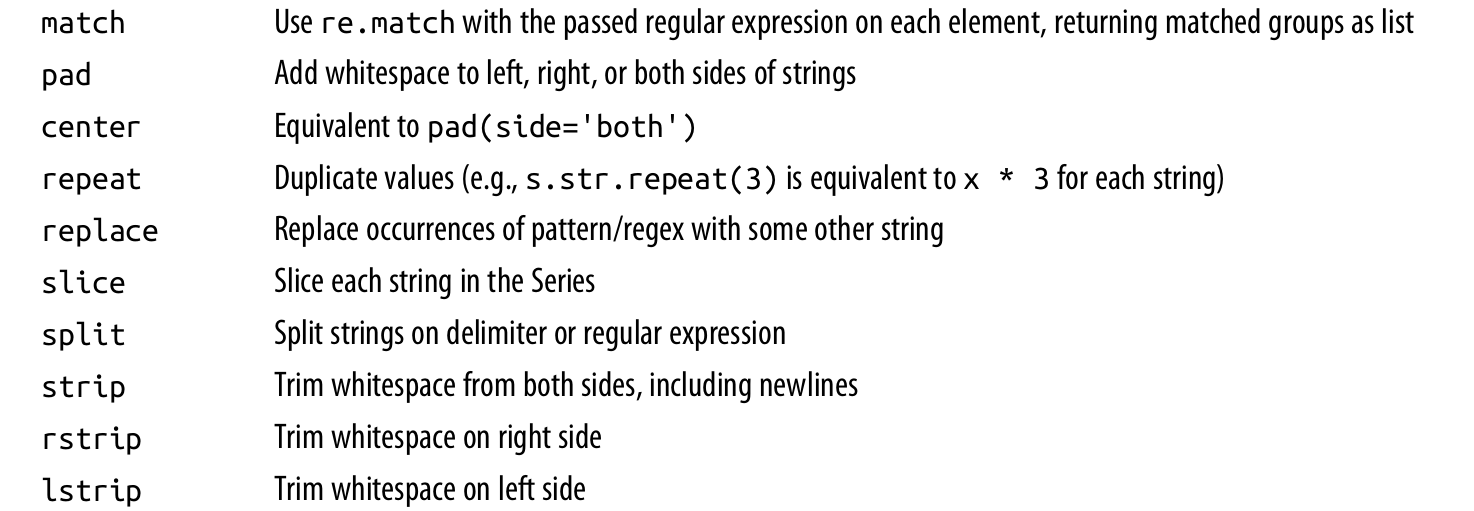 match Use re.match with the passed regular expression on each element, returning matched groups as list
pad Add whitespace to left, right, or both sides of strings
center Equivalent to pad(side='both')
repeat Duplicate values (e.g., s.str.repeat(3) is equivalent to x * 3 for each string)
replace Replace occurrences of pattern/regex with some other string
slice Slice each string in the Series
split Split strings on delimiter or regular expression
strip Trim whitespace from both sides, including newlines
rstrip Trim whitespace on right side
lstrip Trim whitespace on left side